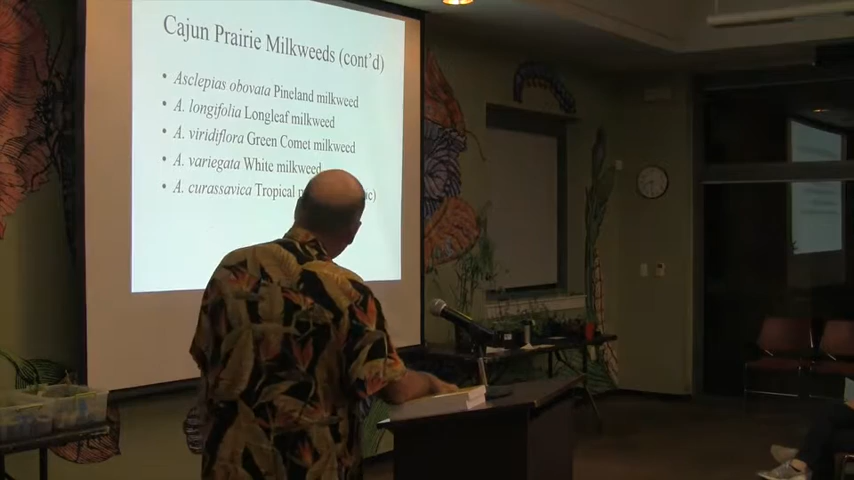 Cajun Prairie Milkweeds (cont'd)
• Asclepias obovata Pineland milkweed
• A. longifolia Longleaf milkweed
• A. viridiflora Green Comet milkweed
• A. variegata White milkweed
• A. curassavica Tropical